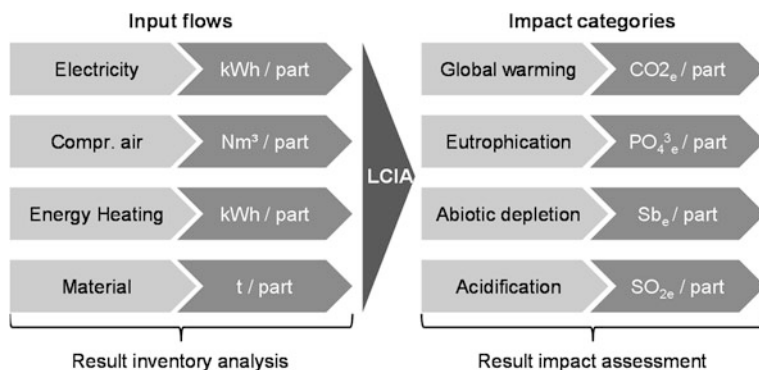 Input flows
Impact categories
Electricity
kWh / part
Global warming
CO2e / part
Compr. air
Nm³ / part
Eutrophication
PO₄³ₑ / part
LCIA
Energy Heating
kWh / part
Abiotic depletion
Sbₑ / part
Material
t / part
Acidification
SO₂ₑ / part
Result inventory analysis
Result impact assessment